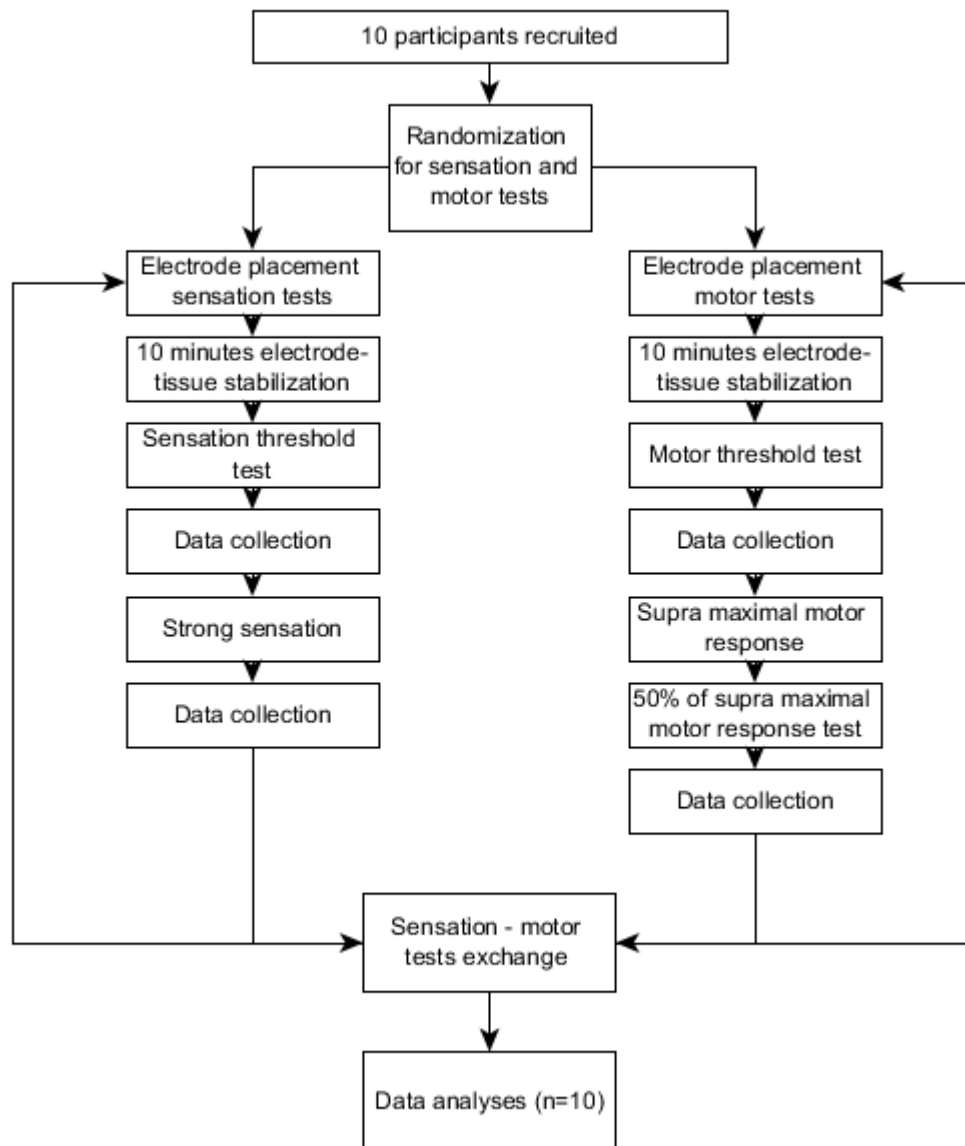 10 participants recruited
Randomization
for sensation and
motor tests
Electrode placement
sensation tests
10 minutes electrode-
tissue stabilization
Sensation threshold
test
Data collection
Strong sensation
Data collection
Electrode placement
motor tests
10 minutes electrode-
tissue stabilization
Motor threshold test
Data collection
Supra maximal motor
response
50% of supra maximal
motor response test
Data collection
Sensation - motor
tests exchange
Data analyses (n=10)